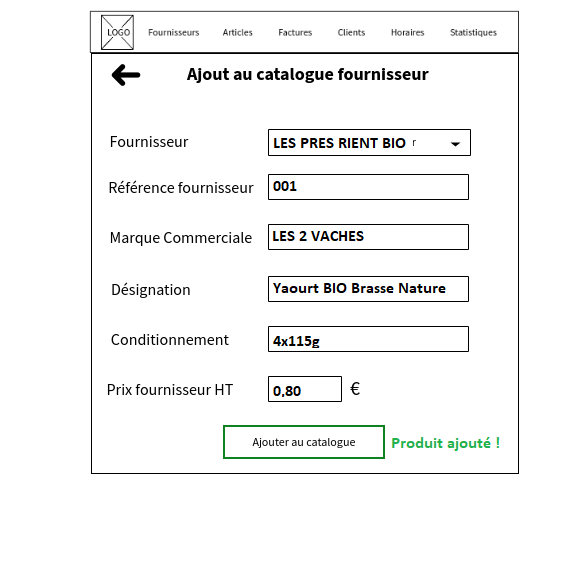 LOGO Fournisseurs Articles Factures Clients Horaires Statistiques
Ajout au catalogue fournisseur
Fournisseur LES PRES RIENT BIO r
Référence fournisseur 001
Marque Commerciale LES 2 VACHES
Désignation Yaourt BIO Brasse Nature
Conditionnement 4x115g
Prix fournisseur HT 0,80 €
Ajouter au catalogue Produit ajouté !